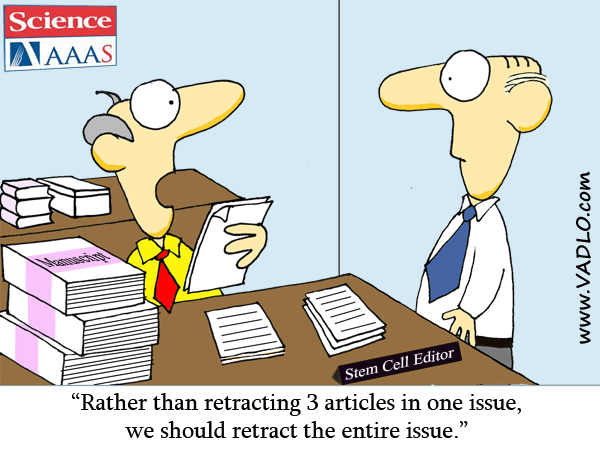 Science
AAAS
Manuscript
Stem Cell Editor
www.VADLO.com
“Rather than retracting 3 articles in one issue,
we should retract the entire issue.”